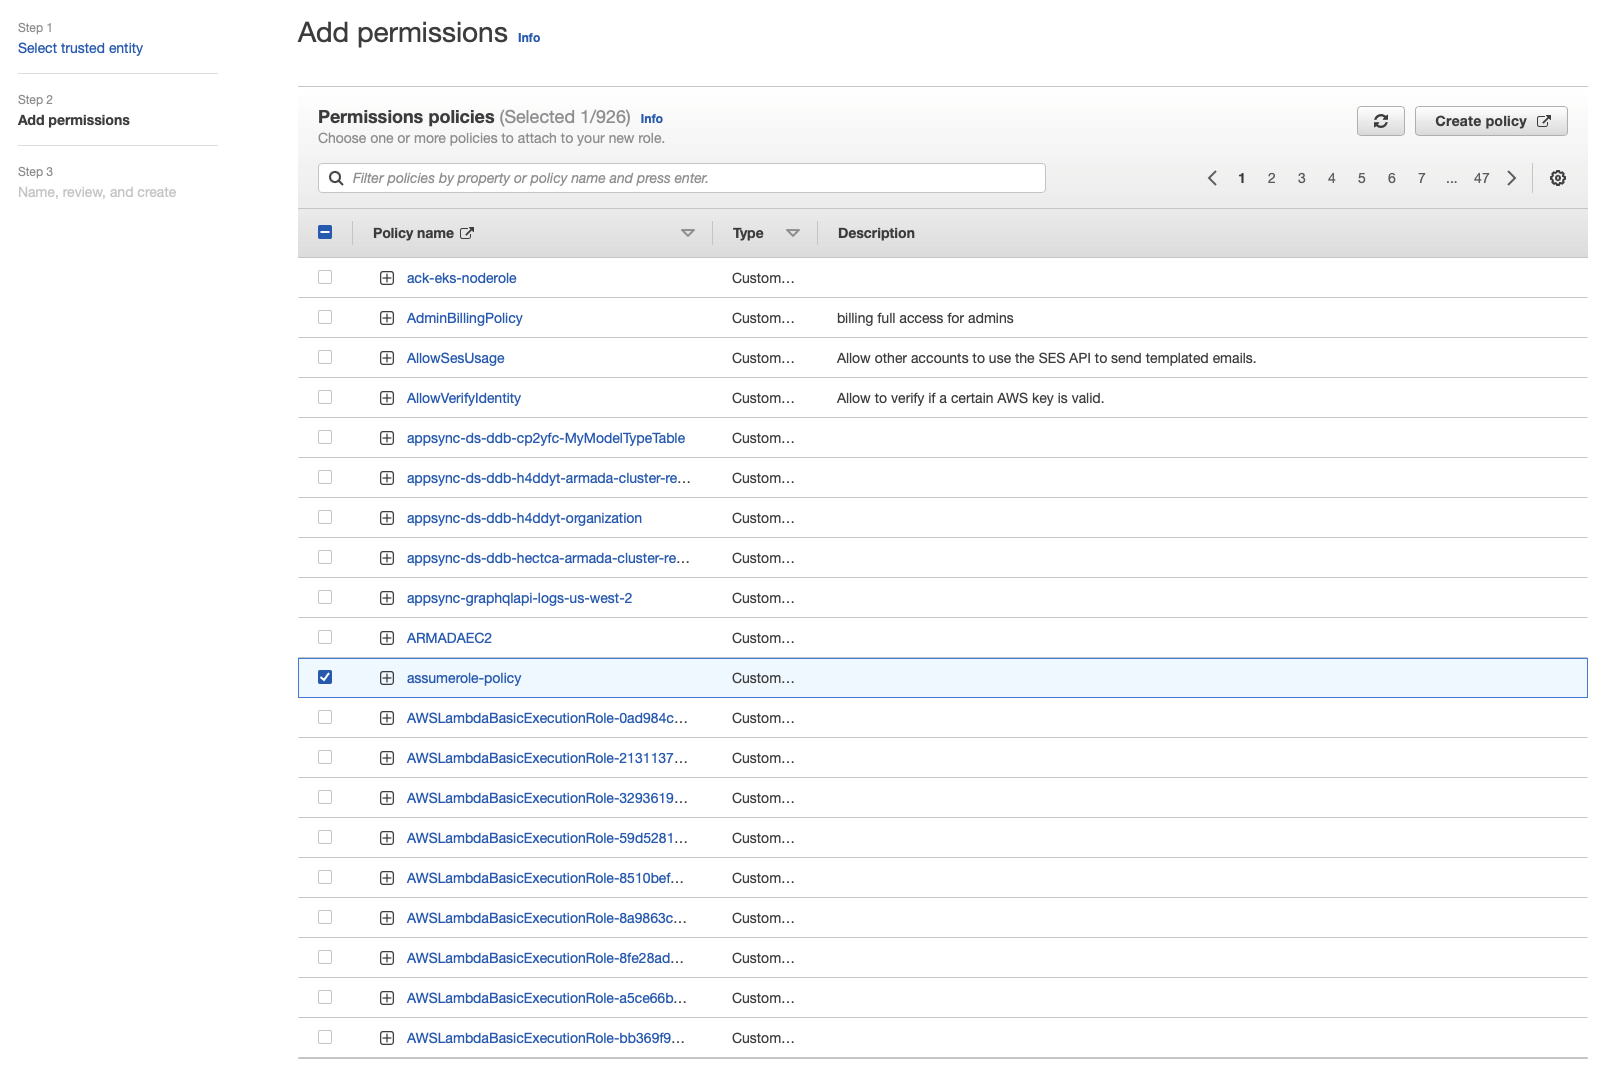 Step 1
Select trusted entity
Step 2
Add permissions
Step 3
Name, review, and create
Add permissions Info
Permissions policies (Selected 1/926) Info
Choose one or more policies to attach to your new role.
Create policy
Filter policies by property or policy name and press enter.
1 2 3 4 5 6 7 ... 47
Policy name Type Description
ack-eks-noderole Custom...
AdminBillingPolicy Custom... billing full access for admins
AllowSesUsage Custom... Allow other accounts to use the SES API to send templated emails.
AllowVerifyIdentity Custom... Allow to verify if a certain AWS key is valid.
appsync-ds-ddb-cp2yfc-MyModelTypeTable Custom...
appsync-ds-ddb-h4ddyt-armada-cluster-re... Custom...
appsync-ds-ddb-h4ddyt-organization Custom...
appsync-ds-ddb-hectca-armada-cluster-re... Custom...
appsync-graphqlapi-logs-us-west-2 Custom...
ARMADAEC2 Custom...
assumerole-policy Custom...
AWSLambdaBasicExecutionRole-0ad984c... Custom...
AWSLambdaBasicExecutionRole-2131137... Custom...
AWSLambdaBasicExecutionRole-3293619... Custom...
AWSLambdaBasicExecutionRole-59d5281... Custom...
AWSLambdaBasicExecutionRole-8510bef... Custom...
AWSLambdaBasicExecutionRole-8a9863c... Custom...
AWSLambdaBasicExecutionRole-8fe28ad... Custom...
AWSLambdaBasicExecutionRole-a5ce66b... Custom...
AWSLambdaBasicExecutionRole-bb369f9... Custom...